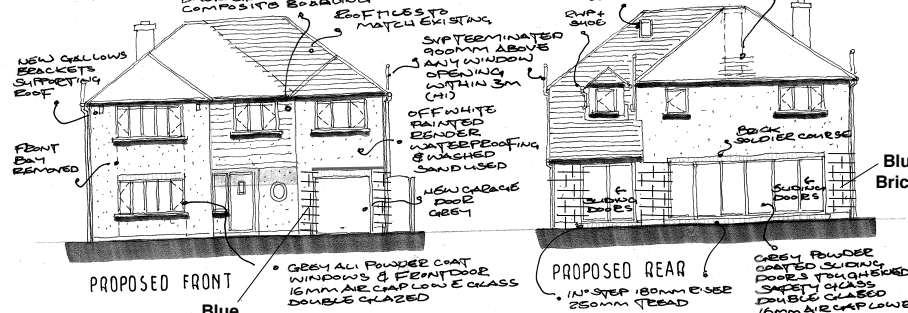 COMPOSITE BOARDING
ROOF TILES TO
MATCH EXISTING
NEW GALLOWS
BRACKETS
SUPPORTING
ROOF
FRONT
BAY
REMOVED
SVP TERMINATED
900MM ABOVE
ANY WINDOW
OPENING
WITHIN 3M
(HI)
OFF WHITE
PAINTED
RENDER
WATERPROOFING
& WASHED
SAND USED
NEW GARAGE
DOOR
GREY
PROPOSED FRONT
• GREY ALI POWDER COAT
WINDOWS & FRONT DOOR
16MM AIR GAP LOW E GLASS
DOUBLE GLAZED
Blue
RWP &
SHOE
BRICK
SOLDIER COURSE
SLIDING
DOORS
SLIDING
DOORS
Blu
Bric
PROPOSED REAR
• 1N° STEP 180MM RISER
250MM TREAD
GREY POWDER
COATED SLIDING
DOORS TOUGHENED
SAFETY GLASS
DOUBLE GLAZED
16MM AIR GAP LOW E